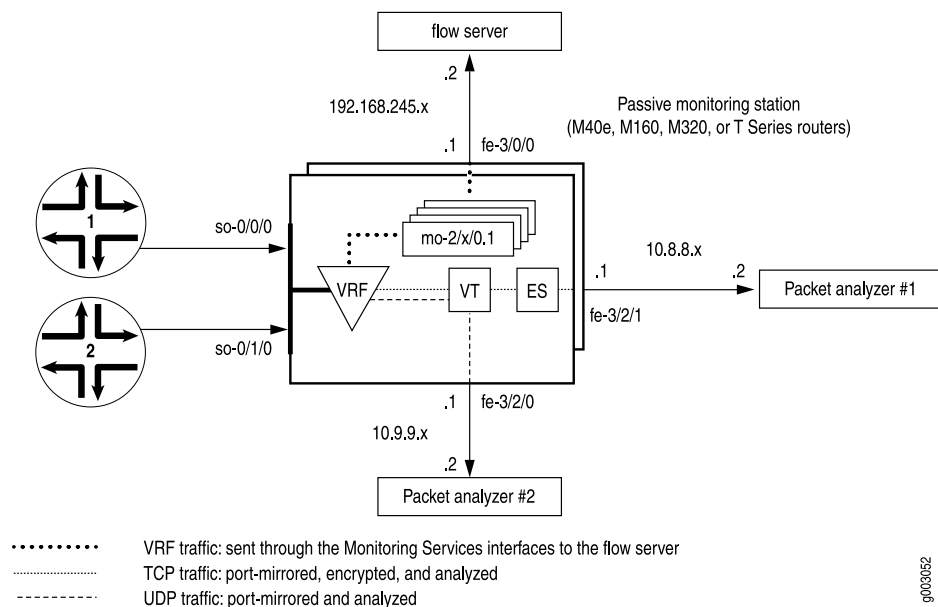 flow server
.2
192.168.245.x
Passive monitoring station
(M40e, M160, M320, or T Series routers)
.1
fe-3/0/0
1
so-0/0/0
mo-2/x/0.1
10.8.8.x
VRF
VT
ES
.1
.2
Packet analyzer #1
fe-3/2/1
2
so-0/1/0
.1
fe-3/2/0
10.9.9.x
.2
Packet analyzer #2
VRF traffic: sent through the Monitoring Services interfaces to the flow server
TCP traffic: port-mirrored, encrypted, and analyzed
UDP traffic: port-mirrored and analyzed
g003052